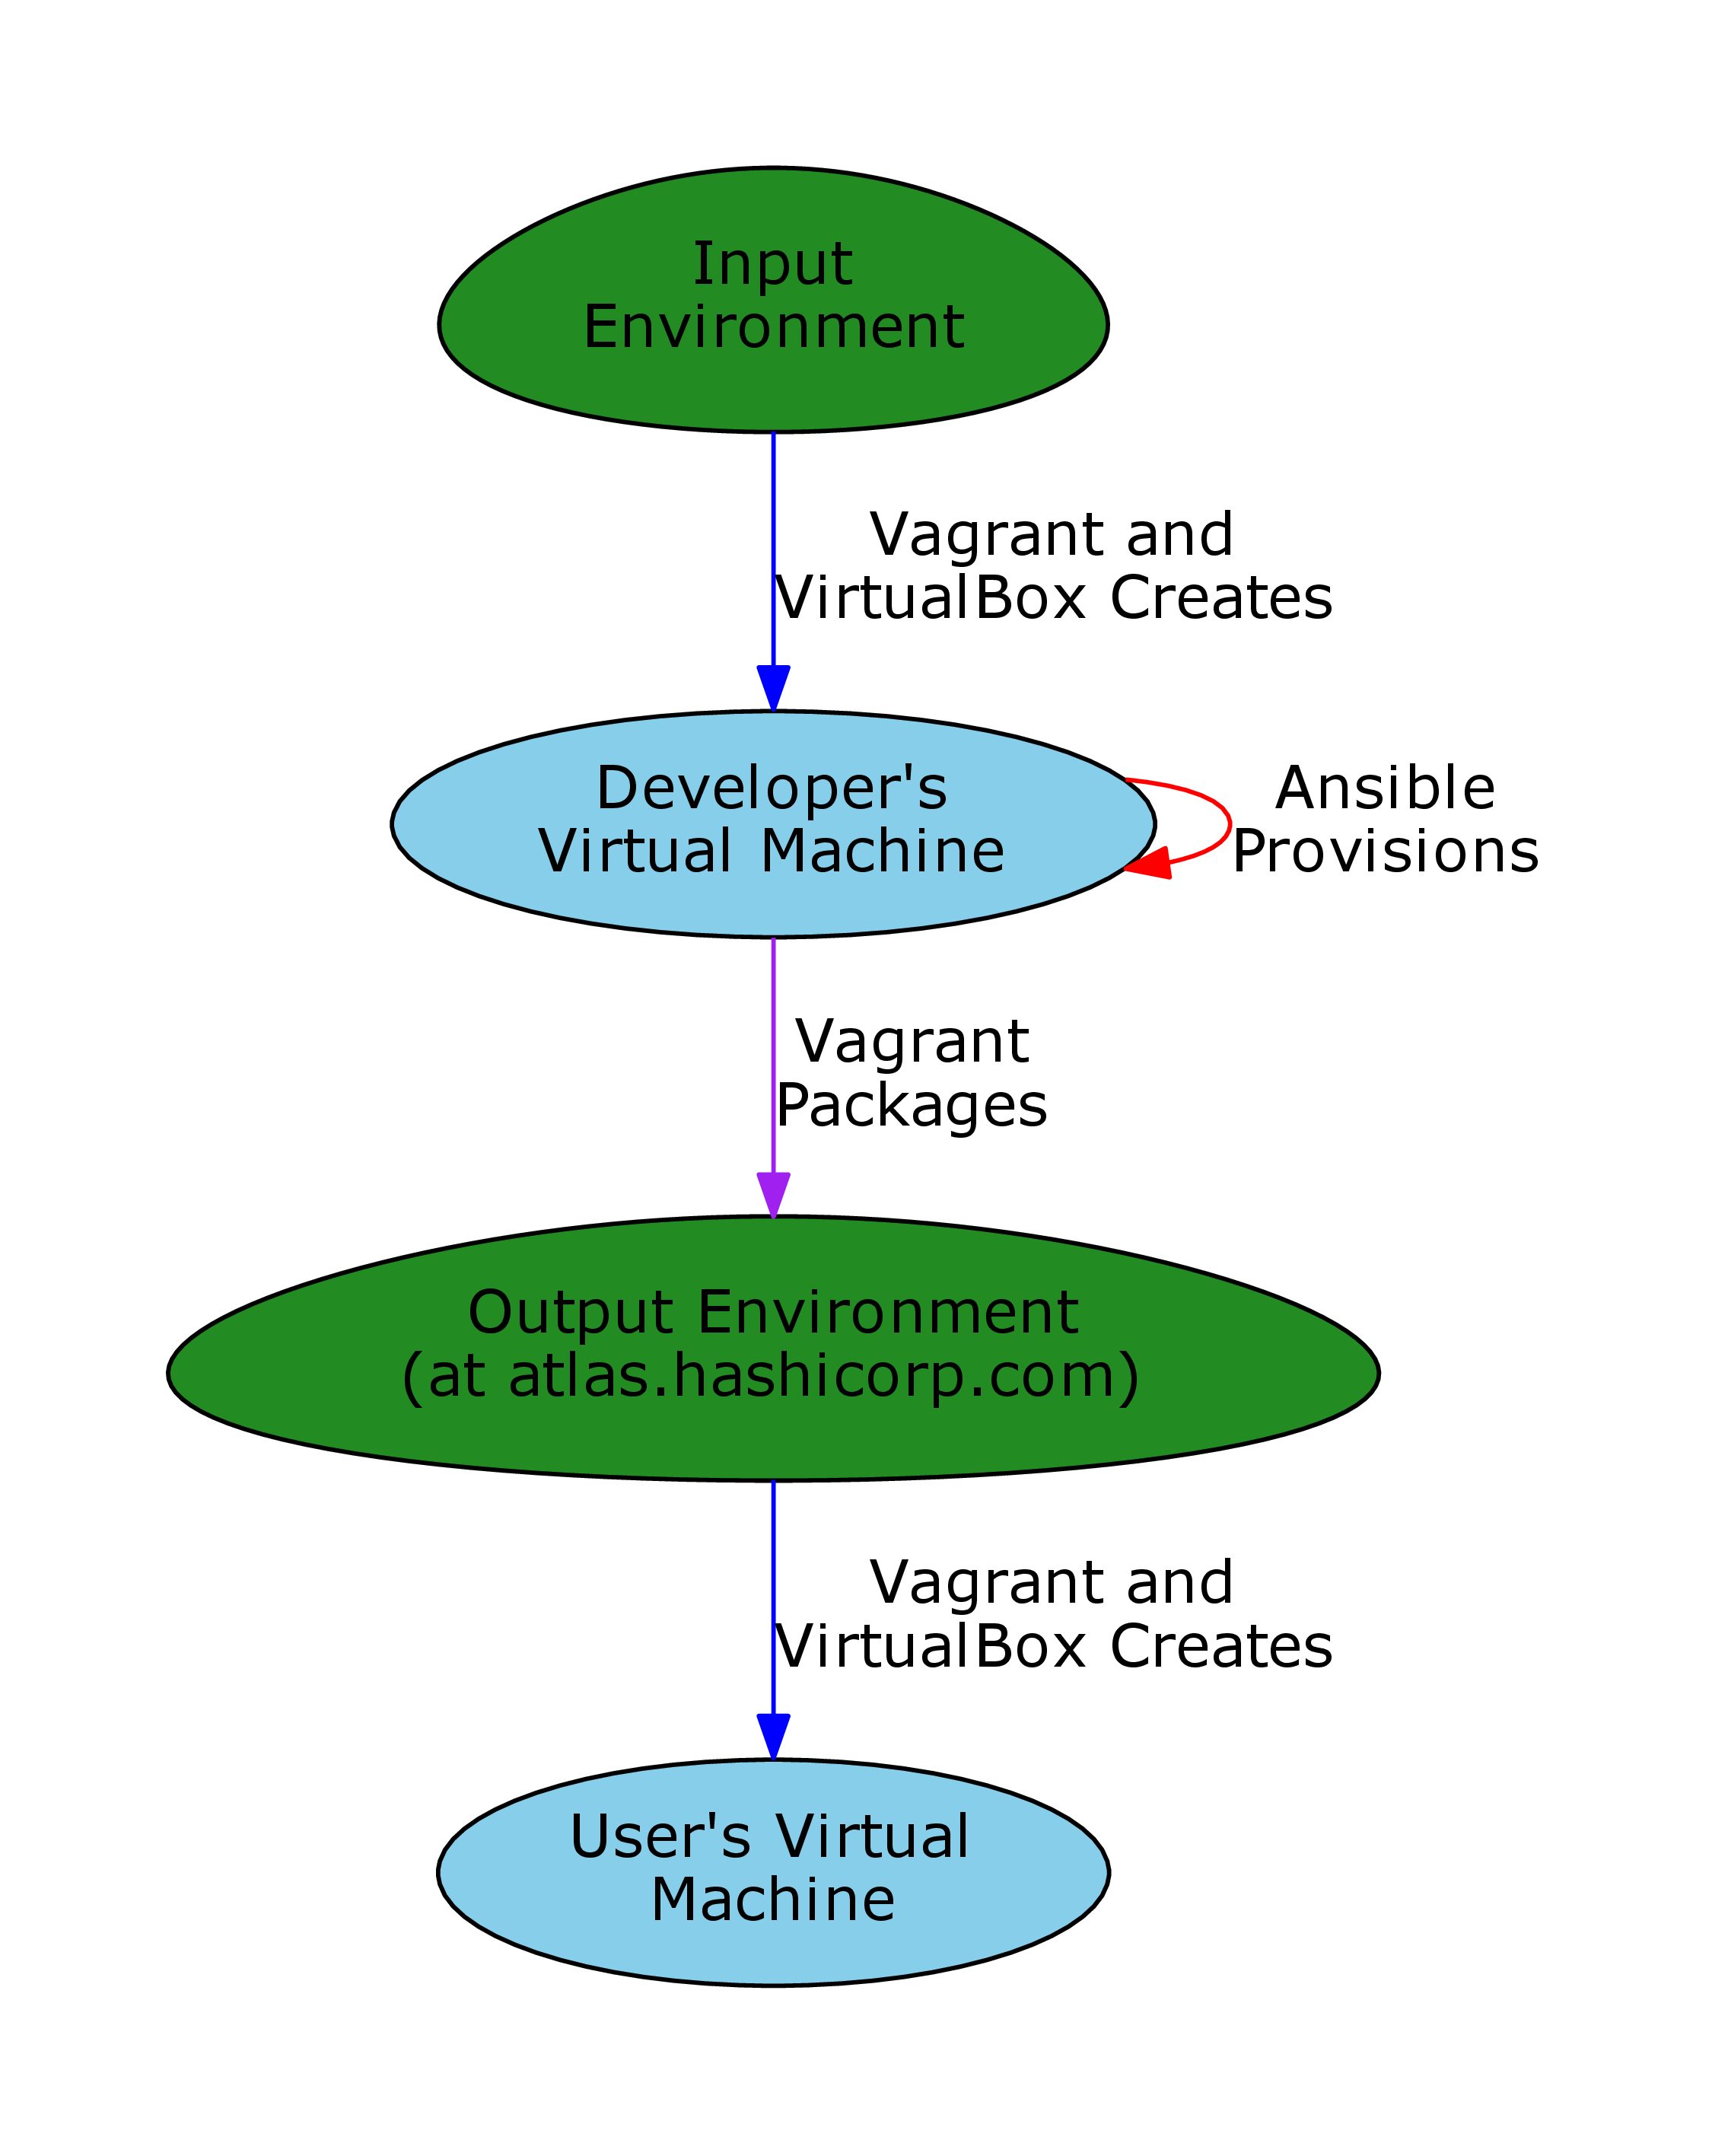 Input
Environment
Vagrant and
VirtualBox Creates
Developer's
Virtual Machine
Ansible
Provisions
Vagrant
Packages
Output Environment
(at atlas.hashicorp.com)
Vagrant and
VirtualBox Creates
User's Virtual
Machine